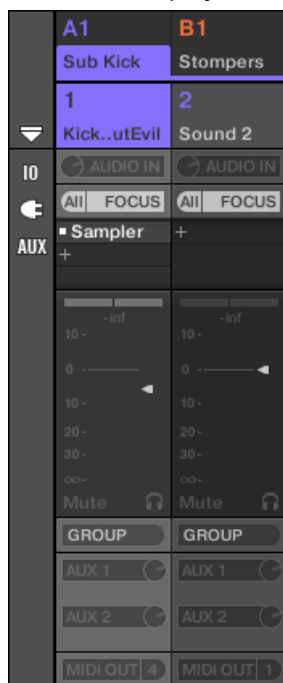 A1 B1
Sub Kick Stompers
1 2
Kick..utEvil Sound 2
IO AUDIO IN AUDIO IN
All FOCUS All FOCUS
AUX ▪ Sampler +
+
-inf -inf
10 - 10 -
0 - 0 -
10 - 10 -
20 - 20 -
30 - 30 -
∞- ∞-
Mute Mute
GROUP GROUP
AUX 1 AUX 1
AUX 2 AUX 2
MIDI OUT 4 MIDI OUT 1